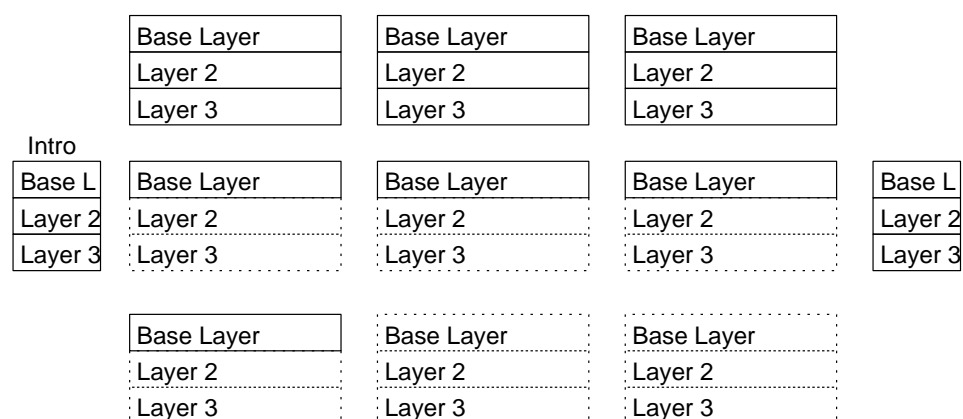 Base Layer Base Layer Base Layer
Layer 2 Layer 2 Layer 2
Layer 3 Layer 3 Layer 3
Intro
Base L Base Layer Base Layer Base Layer Base L
Layer 2 Layer 2 Layer 2 Layer 2 Layer 2
Layer 3 Layer 3 Layer 3 Layer 3 Layer 3
Base Layer Base Layer Base Layer
Layer 2 Layer 2 Layer 2
Layer 3 Layer 3 Layer 3